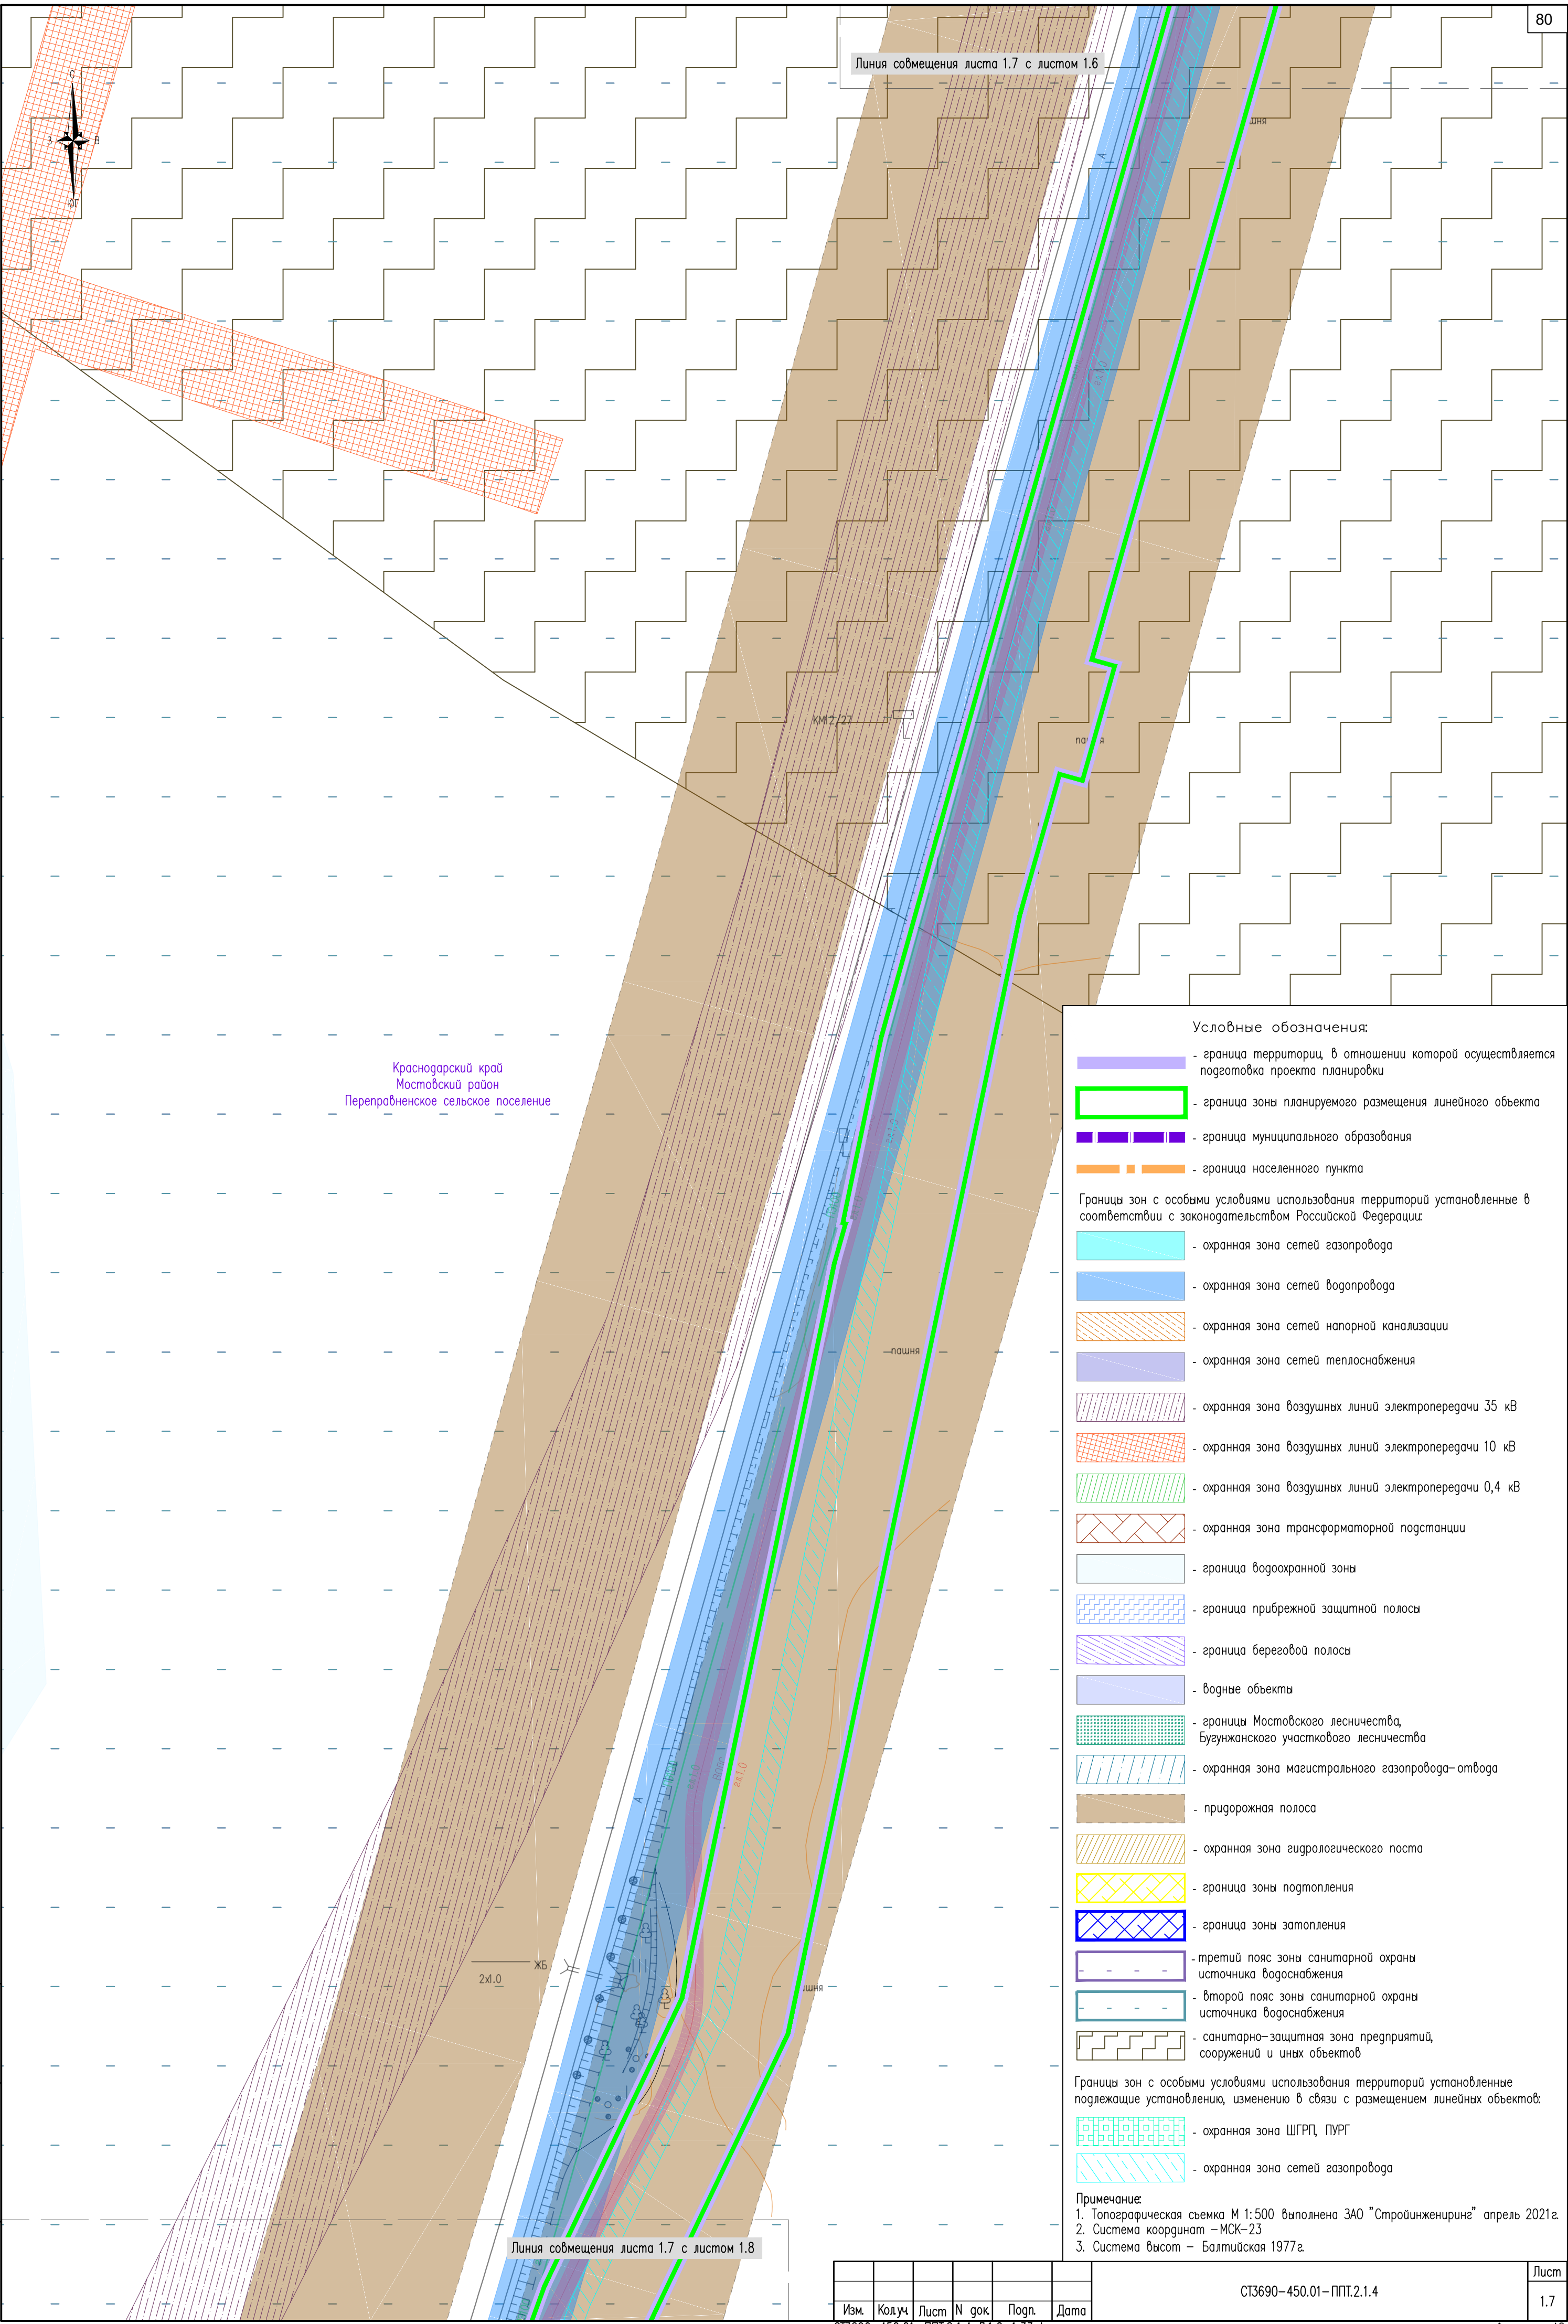 80
Линия совмещения листа 1.7 с листом 1.6
С
З
В
Ю
А
КМ12/27
пашня
Краснодарский край
Мостовский район
Переправненское сельское поселение
пашня
А
гл.1.0
ЖБ
2х1.0
Линия совмещения листа 1.7 с листом 1.8
Условные обозначения:
- граница территории, в отношении которой осуществляется
подготовка проекта планировки
- граница зоны планируемого размещения линейного объекта
- граница муниципального образования
- граница населенного пункта
Границы зон с особыми условиями использования территорий установленные в
соответствии с законодательством Российской Федерации:
- охранная зона сетей газопровода
- охранная зона сетей водопровода
- охранная зона сетей напорной канализации
- охранная зона сетей теплоснабжения
- охранная зона воздушных линий электропередачи 35 кВ
- охранная зона воздушных линий электропередачи 10 кВ
- охранная зона воздушных линий электропередачи 0,4 кВ
- охранная зона трансформаторной подстанции
- граница водоохранной зоны
- граница прибрежной защитной полосы
- граница береговой полосы
- водные объекты
- границы Мостовского лесничества,
Бугунжанского участкового лесничества
- охранная зона магистрального газопровода-отвода
- придорожная полоса
- охранная зона гидрологического поста
- граница зоны подтопления
- граница зоны затопления
- третий пояс зоны санитарной охраны
источника водоснабжения
- второй пояс зоны санитарной охраны
источника водоснабжения
- санитарно-защитная зона предприятий,
сооружений и иных объектов
Границы зон с особыми условиями использования территорий установленные
подлежащие установлению, изменению в связи с размещением линейных объектов:
- охранная зона ШГРП, ПУРГ
- охранная зона сетей газопровода
Примечание:
1. Топографическая съемка М 1:500 выполнена ЗАО "Стройинжениринг" апрель 2021г.
2. Система координат -МСК-23
3. Система высот - Балтийская 1977г.
Изм. Кол.уч. Лист N док. Подп. Дата
СТ3690-450.01-ППТ.2.1.4
Лист
1.7